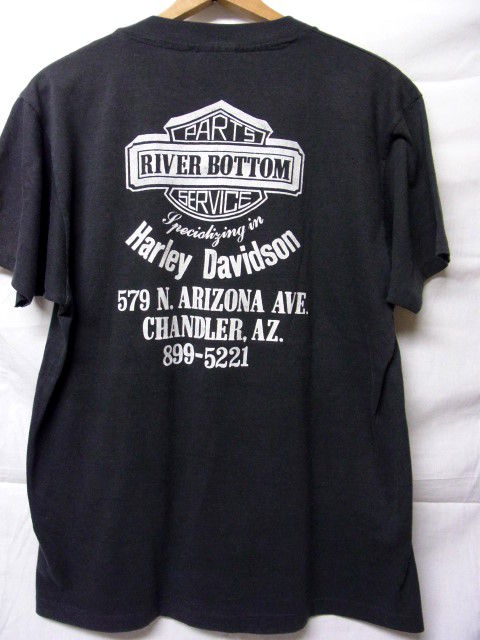 PARTS
RIVER BOTTOM
SERVICE
Specializing in
Harley Davidson
579 N. ARIZONA AVE.
CHANDLER, AZ.
899-5221